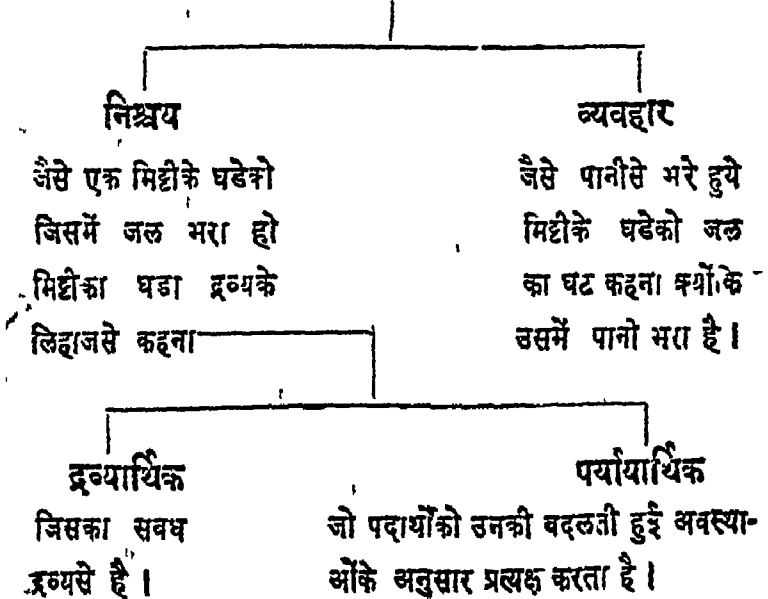 निश्चय
जैसे एक मिट्टीके घडेको
जिसमें जल भरा हो
मिट्टीका घडा द्रव्यके
लिहाजसे कहना
व्यवहार
जैसे पानीसे भरे हुये
मिट्टीके घडेको जल
का घट कहना क्योंकि
उसमें पानी भरा है ।
द्रव्यार्थिक
जिसका सवध
द्रव्यसे है ।
पर्यायार्थिक
जो पदार्थोंको उनकी बदलती हुई अवस्था-
ओंके अनुसार प्रत्यक्ष करता है ।